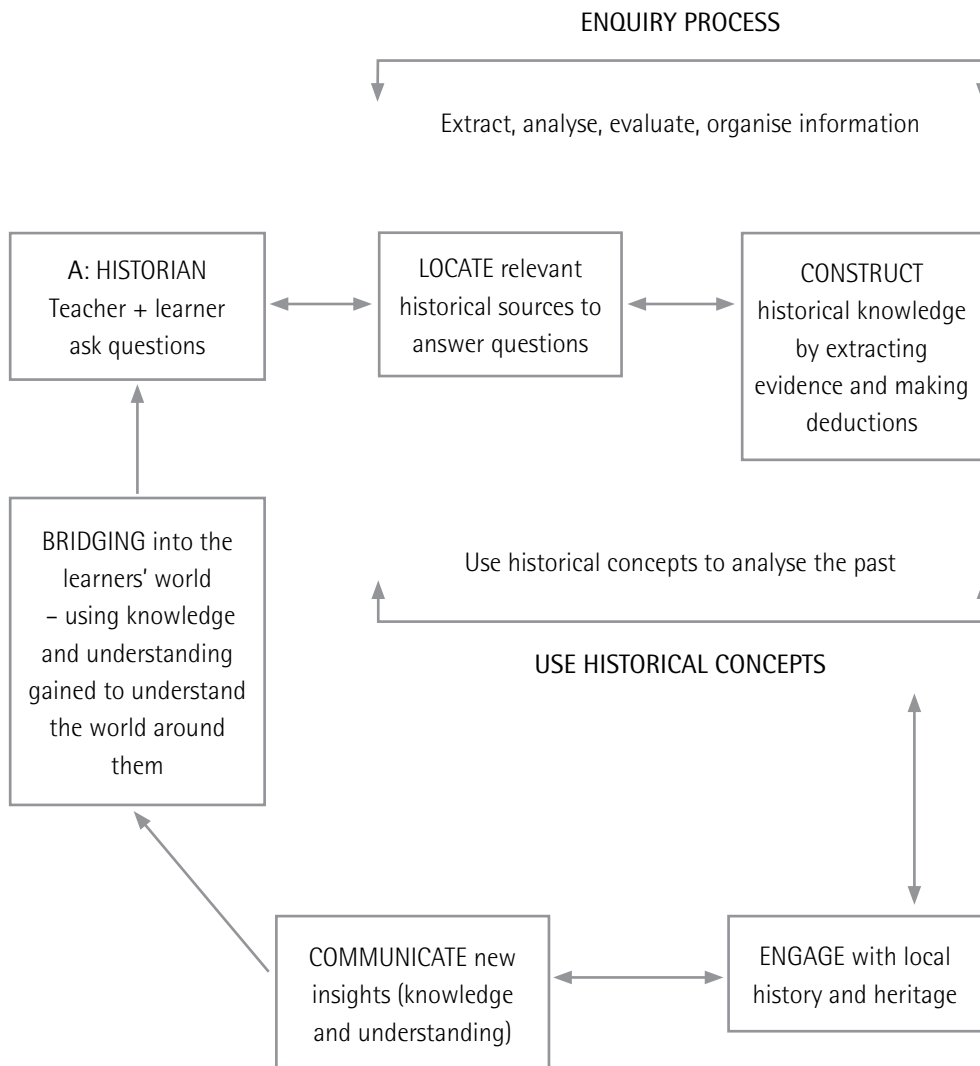 ENQUIRY PROCESS
Extract, analyse, evaluate, organise information
A: HISTORIAN
Teacher + learner
ask questions
LOCATE relevant
historical sources to
answer questions
CONSTRUCT
historical knowledge
by extracting
evidence and making
deductions
BRIDGING into the
learners’ world
– using knowledge
and understanding
gained to understand
the world around
them
Use historical concepts to analyse the past
USE HISTORICAL CONCEPTS
COMMUNICATE new
insights (knowledge
and understanding)
ENGAGE with local
history and heritage